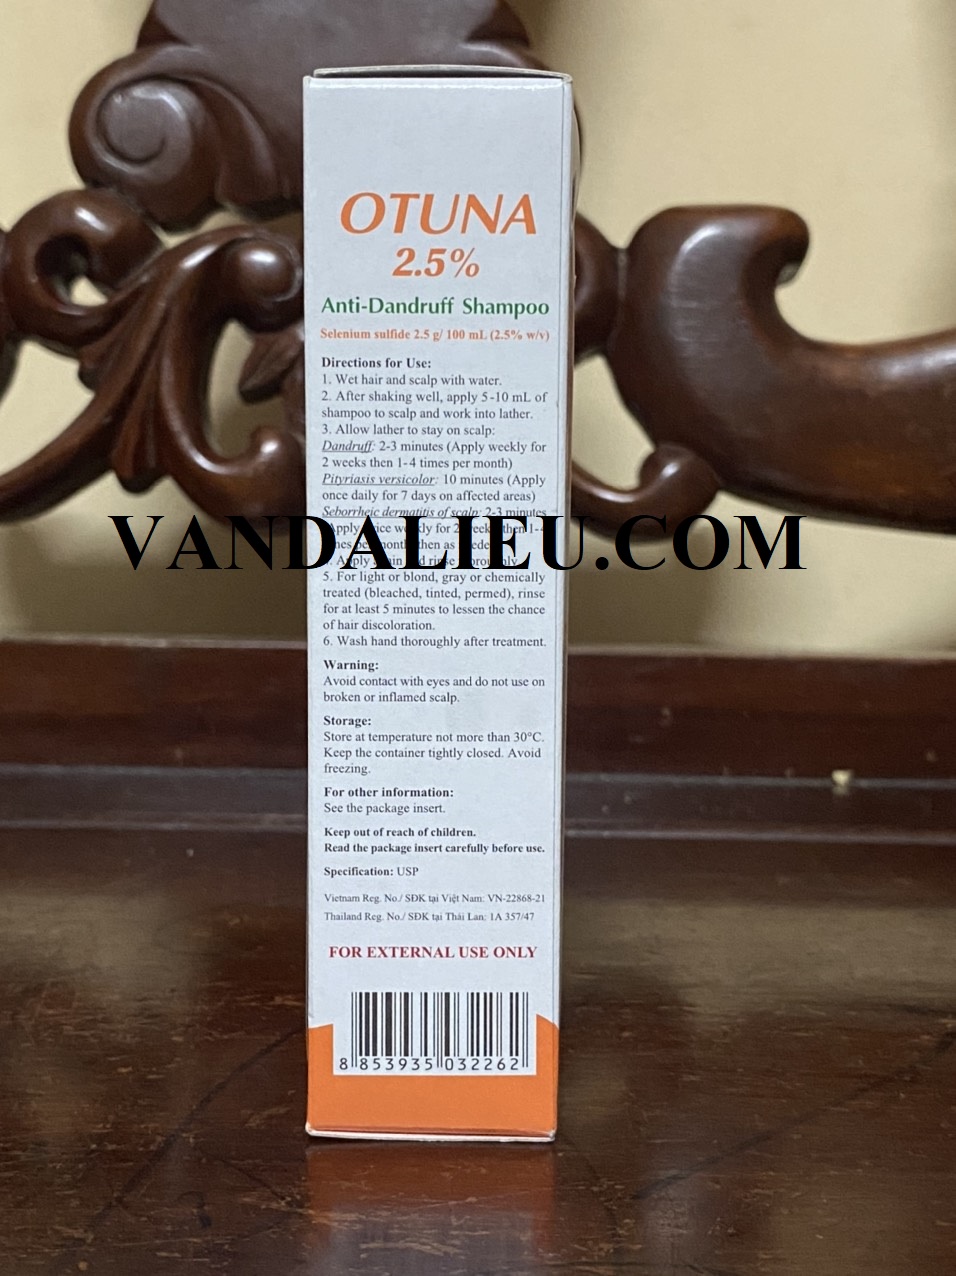 OTUNA
2.5%
Anti-Dandruff Shampoo
Selenium sulfide 2.5 g/ 100 mL (2.5% w/v)
Directions for Use:
1. Wet hair and scalp with water.
2. After shaking well, apply 5-10 mL of
shampoo to scalp and work into lather.
3. Allow lather to stay on scalp:
Dandruff: 2-3 minutes (Apply weekly for
2 weeks then 1-4 times per month)
Pityriasis versicolor: 10 minutes (Apply
once daily for 7 days on affected areas)
Seborrheic dermatitis of scalp: 2-3 minutes
VANDALIEU.COM
5. For light or blond, gray or chemically
treated (bleached, tinted, permed), rinse
for at least 5 minutes to lessen the chance
of hair discoloration.
6. Wash hand thoroughly after treatment.
Warning:
Avoid contact with eyes and do not use on
broken or inflamed scalp.
Storage:
Store at temperature not more than 30°C.
Keep the container tightly closed. Avoid
freezing.
For other information:
See the package insert.
Keep out of reach of children.
Read the package insert carefully before use.
Specification: USP
Vietnam Reg. No./ SĐK tại Việt Nam: VN-22868-21
Thailand Reg. No./ SĐK tại Thái Lan: 1A 357/47
FOR EXTERNAL USE ONLY
8 853935 032262